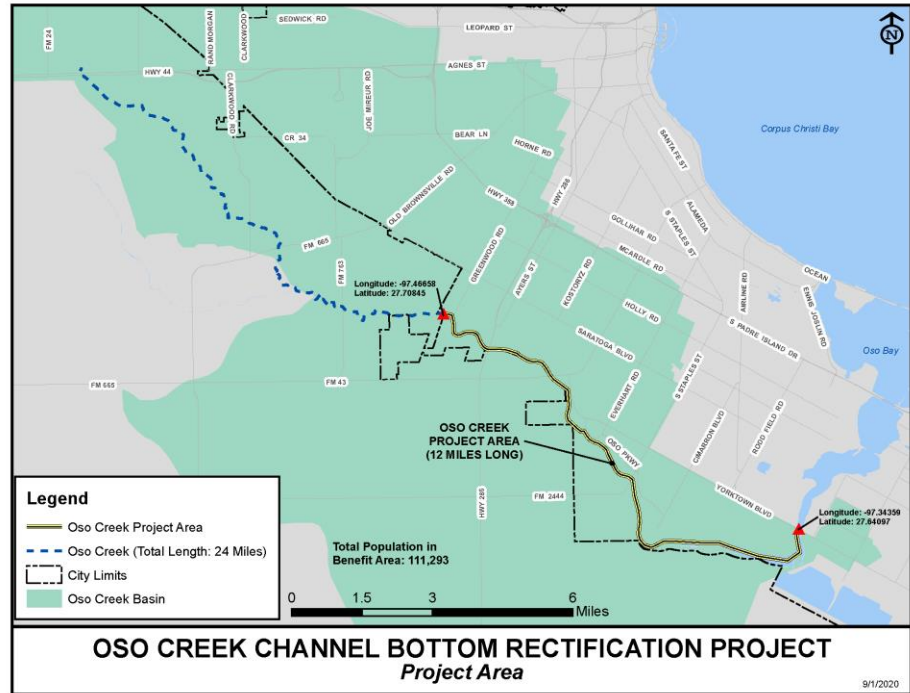 SEDWICK RD
LEOPARD ST
FM 24
RAND MORGAN
CLARKWOOD
N
HWY 44
AGNES ST
CLARKWOOD RD
JOE MIREUR RD
CR 34
BEAR LN
HORNE RD
Corpus Christi Bay
SANTA FE ST
OLD BROWNSVILLE RD
HWY 358
HWY 286
ALAMEDA
S STAPLES ST
GOLLIHAR RD
MCARDLE RD
FM 665
FM 763
GREENWOOD RD
AYERS ST
KOSTORYZ RD
AIRLINE RD
OCEAN
ENNIS JOSLIN RD
Longitude: -97.46658
Latitude: 27.70845
HOLLY RD
S PADRE ISLAND DR
SARATOGA BLVD
Oso Bay
FM 665
FM 43
EVERHART RD
S STAPLES ST
CIMARRON BLVD
RODD FIELD RD
OSO CREEK
PROJECT AREA
(12 MILES LONG)
OSO PKWY
YORKTOWN BLVD
HWY 286
FM 2444
Longitude: -97.34359
Latitude: 27.64097
Legend
Oso Creek Project Area
Oso Creek (Total Length: 24 Miles)
City Limits
Oso Creek Basin
Total Population in
Benefit Area: 111,293
0 1.5 3 6
Miles
OSO CREEK CHANNEL BOTTOM RECTIFICATION PROJECT
Project Area
9/1/2020